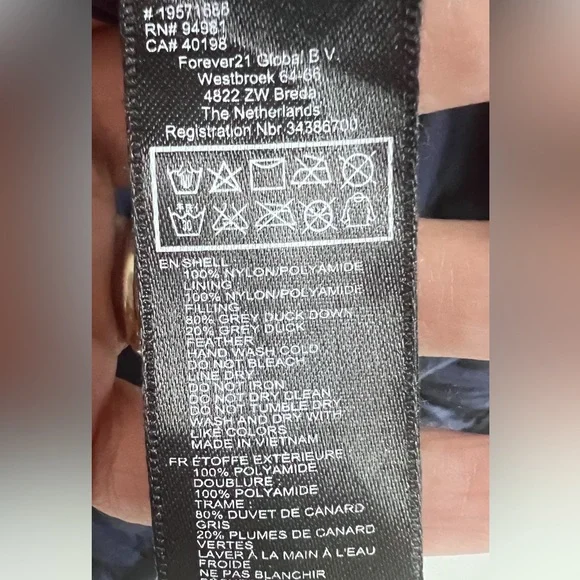 # 19571666
RN# 94981
CA# 40198
Forever21 Global B.V.
Westbroek 64-66
4822 ZW Breda
The Netherlands
Registration Nbr 34386700
EN SHELL
100% NYLON/POLYAMIDE
LINING
100% NYLON/POLYAMIDE
FILLING
80% GREY DUCK DOWN
20% GREY DUCK
FEATHER
HAND WASH COLD
DO NOT BLEACH
LINE DRY
DO NOT IRON
DO NOT DRY CLEAN
DO NOT TUMBLE DRY
WASH AND DRY WITH
LIKE COLORS
MADE IN VIETNAM
FR ÉTOFFE EXTÉRIEURE
100% POLYAMIDE
DOUBLURE
100% POLYAMIDE
TRAME
80% DUVET DE CANARD
GRIS
20% PLUMES DE CANARD
VERTES
LAVER À LA MAIN À L'EAU
FROIDE
NE PAS BLANCHIR